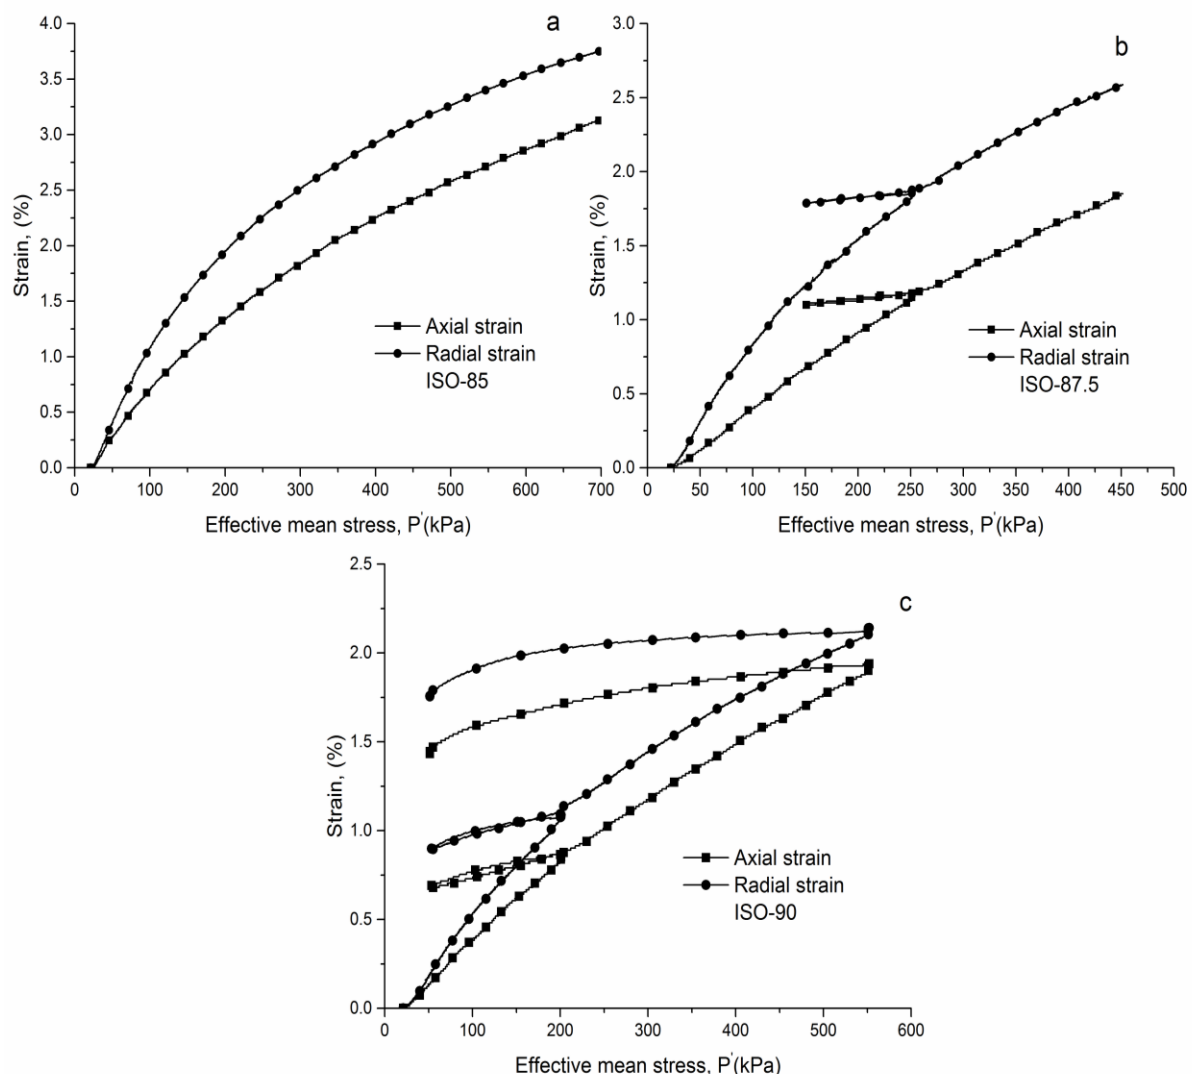 a
4.0
3.5
3.0
2.5
2.0
1.5
1.0
0.5
0.0
Strain, (%)
Axial strain
Radial strain
ISO-85
0 100 200 300 400 500 600 700
Effective mean stress, P'(kPa)
b
3.0
2.5
2.0
1.5
1.0
0.5
0.0
Strain, (%)
Axial strain
Radial strain
ISO-87.5
0 50 100 150 200 250 300 350 400 450 500
Effective mean stress, P'(kPa)
c
2.5
2.0
1.5
1.0
0.5
0.0
Strain, (%)
Axial strain
Radial strain
ISO-90
0 100 200 300 400 500 600
Effective mean stress, P'(kPa)